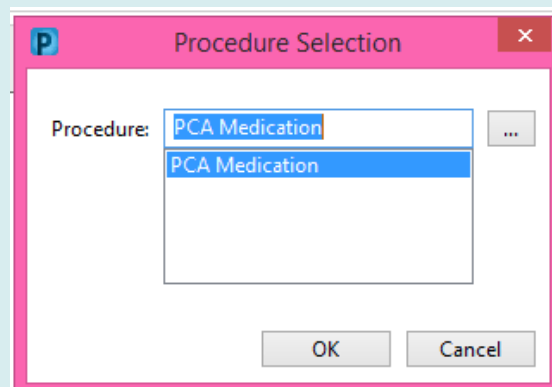 P Procedure Selection ×
Procedure: PCA Medication ...
PCA Medication
OK Cancel